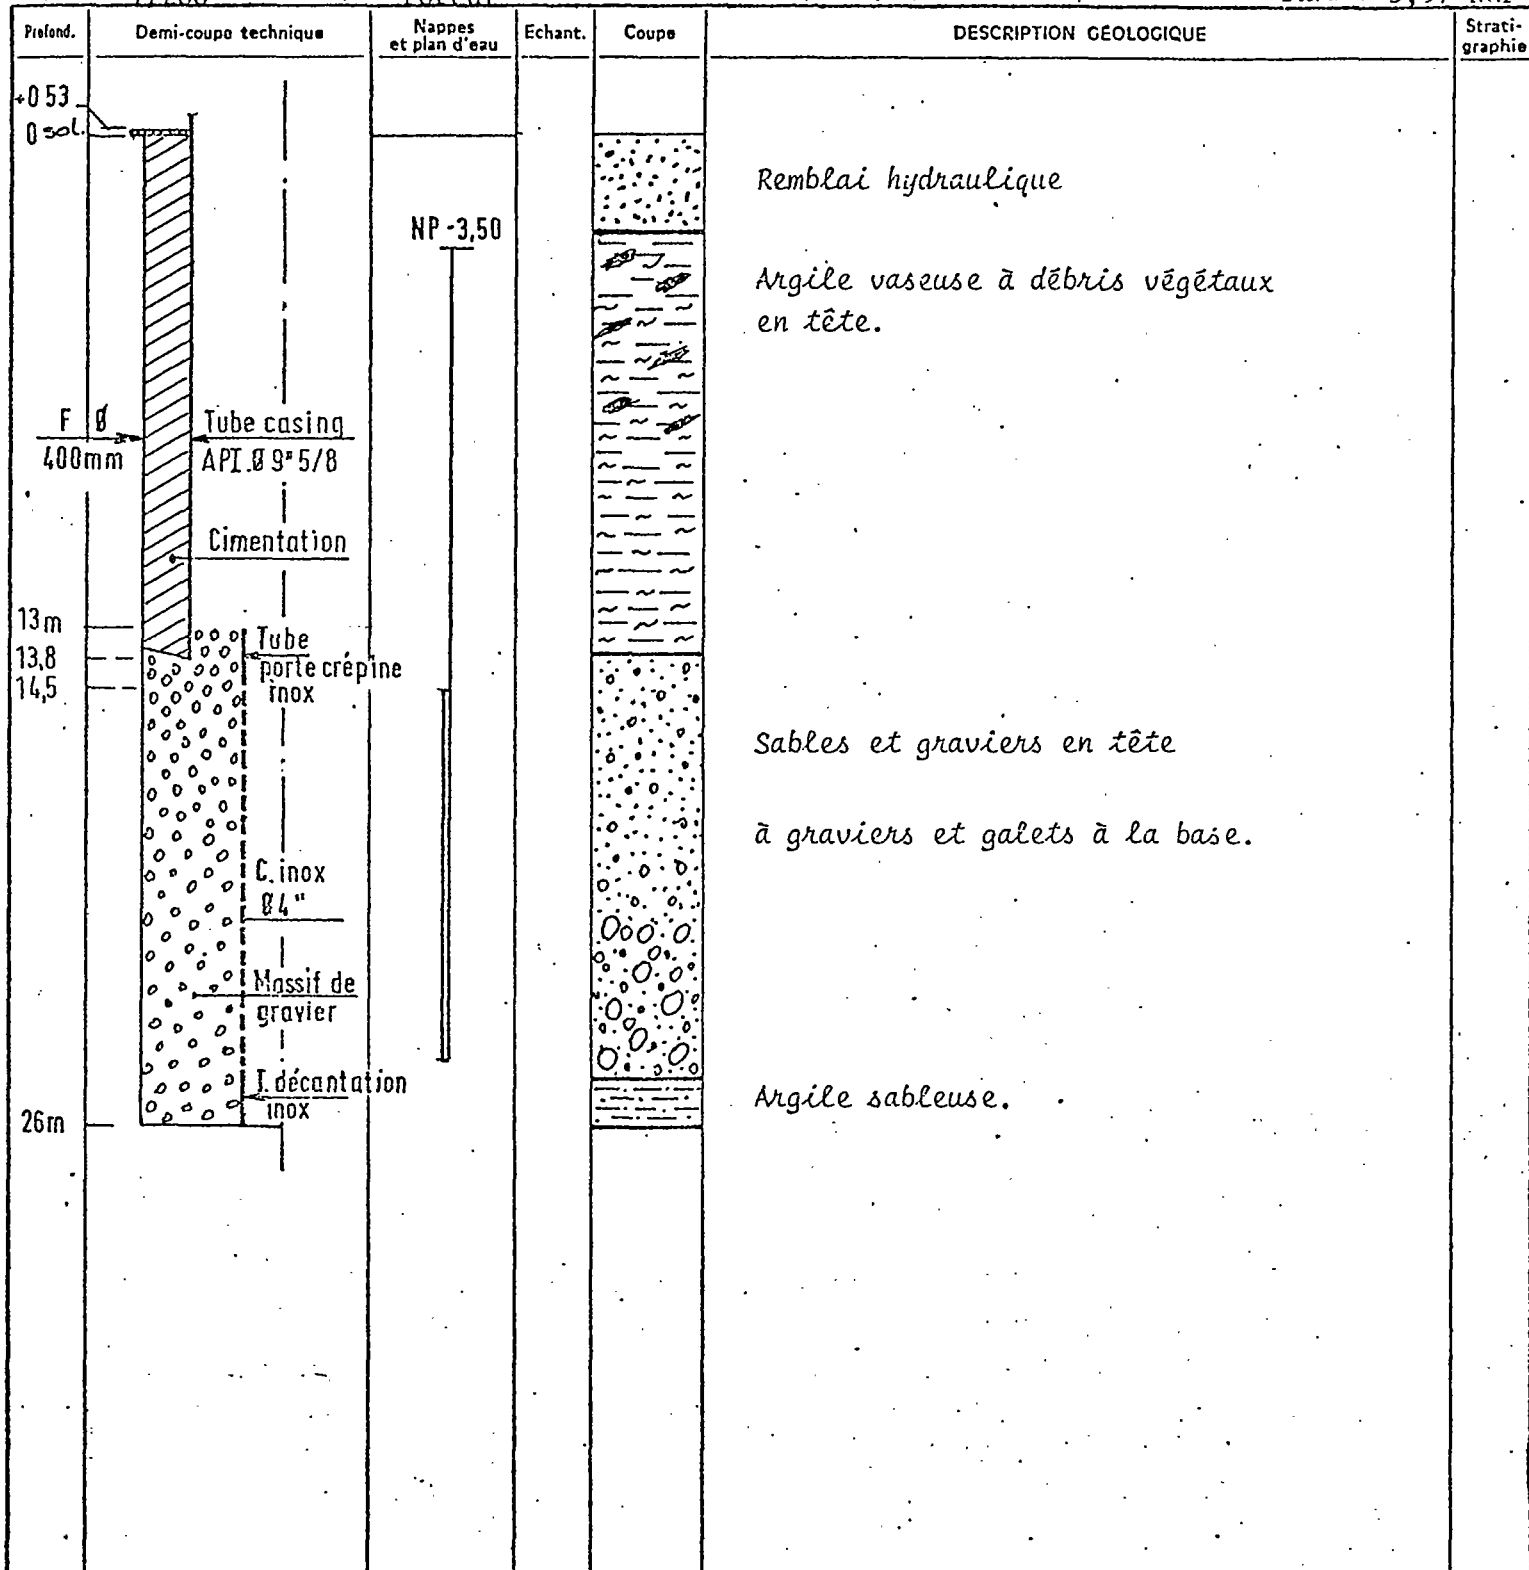 Profond.
Demi-coupe technique
Nappes
et plan d'eau
Echant.
Coupe
DESCRIPTION GÉOLOGIQUE
Strati-
graphie
+0 53
0 sol.
Remblai hydraulique
NP -3,50
Argile vaseuse à débris végétaux
en tête.
F Ø
400mm
Tube casing
API.Ø 9" 5/8
Cimentation
13m
13,8
14,5
Tube
porte crépine
inox
Sables et graviers en tête
à graviers et galets à la base.
C. inox
Ø4"
Massif de
gravier
T. décantation
inox
Argile sableuse.
26m